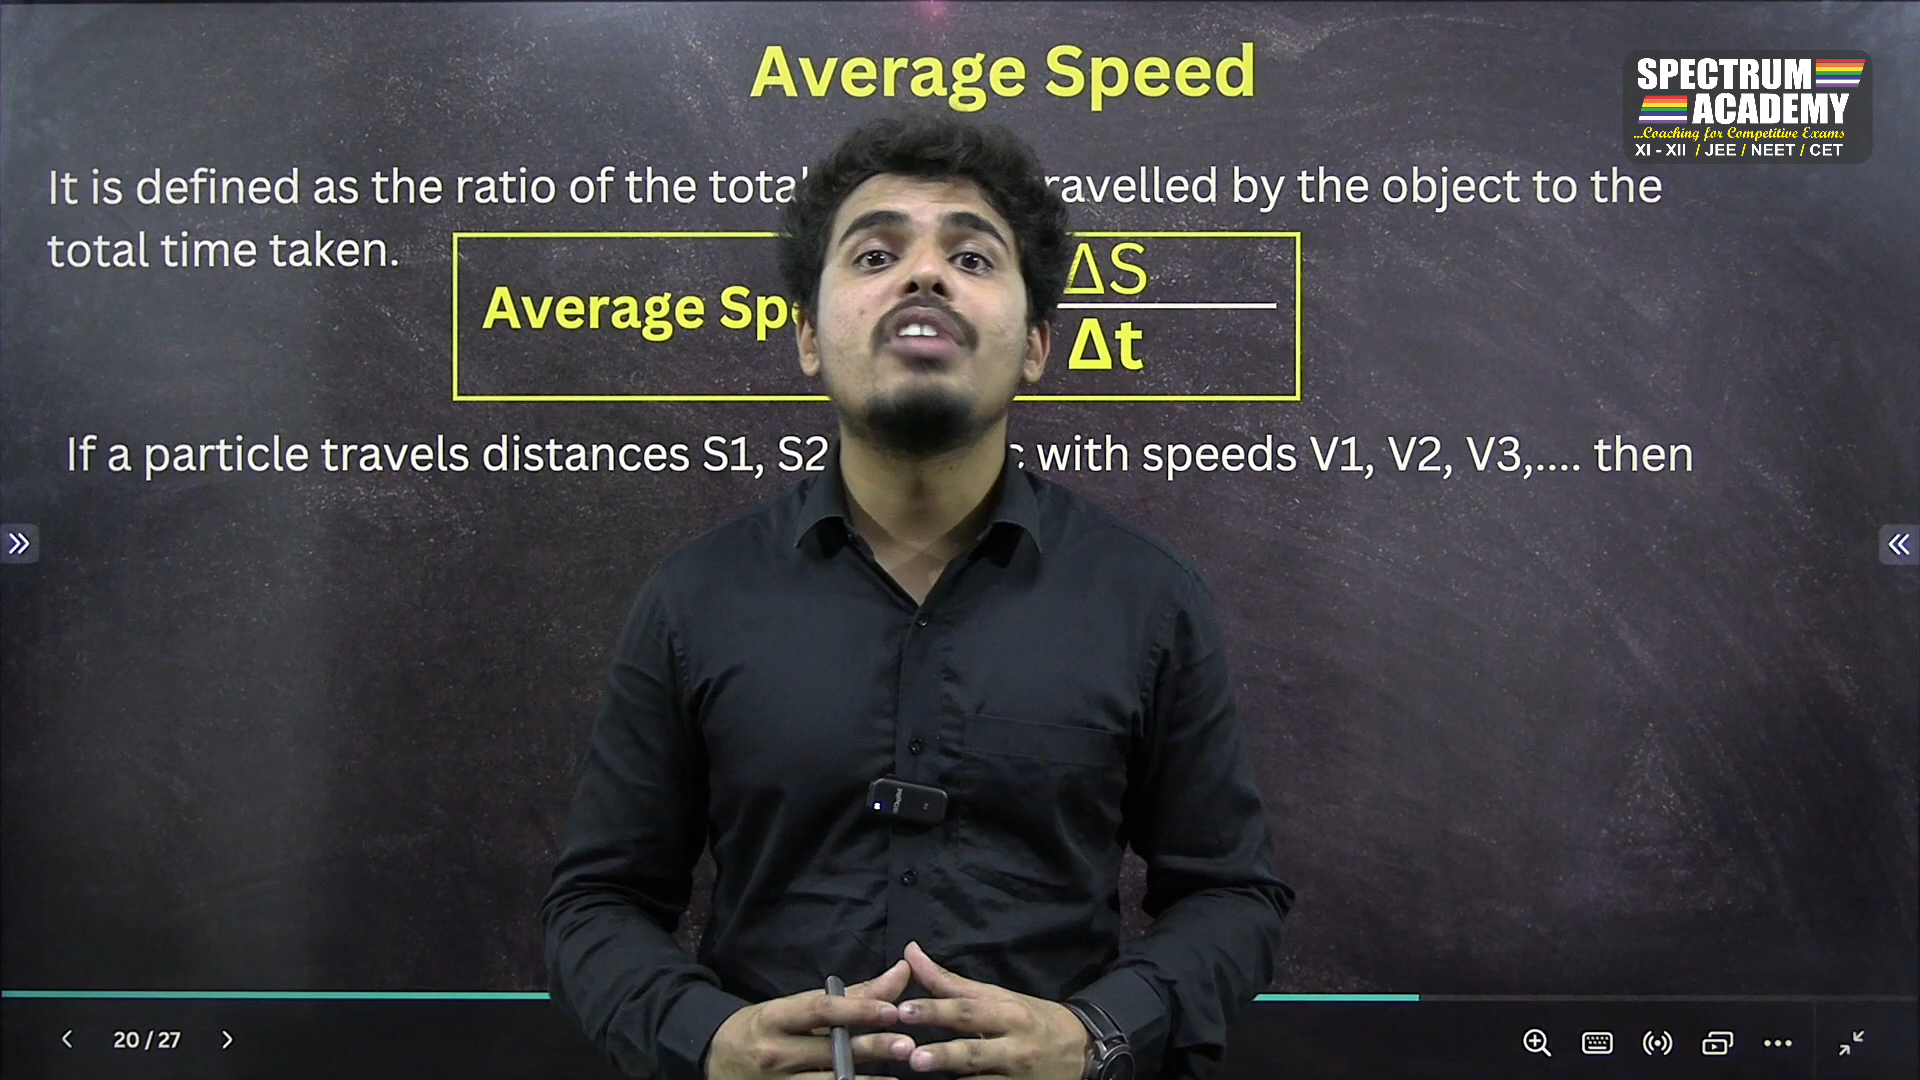 Average Speed
SPECTRUM
ACADEMY
...Coaching for Competitive Exams
XI - XII / JEE / NEET / CET
It is defined as the ratio of the total ravelled by the object to the
total time taken.
Average Spe ΔS
Δt
If a particle travels distances S1, S2 c with speeds V1, V2, V3,.... then
20 / 27